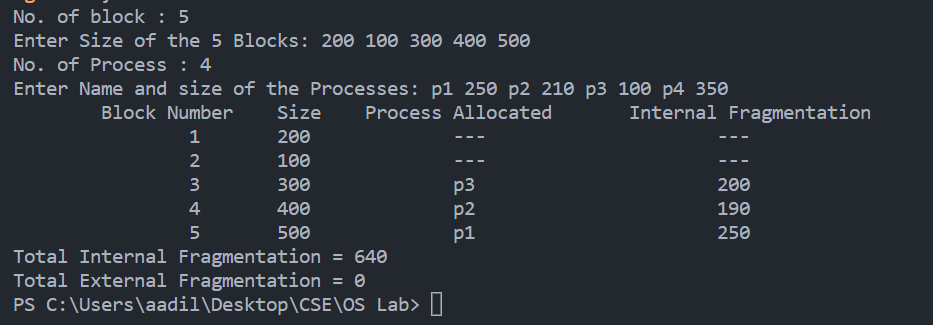 No. of block : 5
Enter Size of the 5 Blocks: 200 100 300 400 500
No. of Process : 4
Enter Name and size of the Processes: p1 250 p2 210 p3 100 p4 350
Block Number Size Process Allocated Internal Fragmentation
1 200 --- ---
2 100 --- ---
3 300 p3 200
4 400 p2 190
5 500 p1 250
Total Internal Fragmentation = 640
Total External Fragmentation = 0
PS C:\Users\aadil\Desktop\CSE\OS Lab>